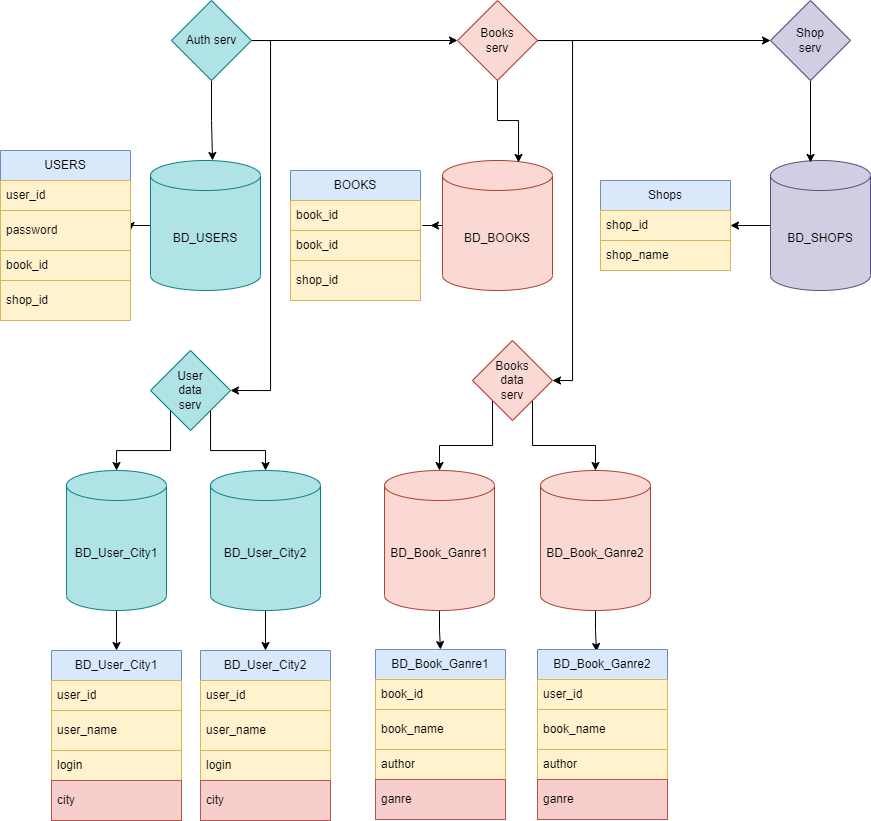 Auth serv
Books
serv
Shop
serv
USERS
user_id
password
book_id
shop_id
BD_USERS
BOOKS
book_id
book_id
shop_id
BD_BOOKS
Shops
shop_id
shop_name
BD_SHOPS
User
data
serv
Books
data
serv
BD_User_City1
BD_User_City2
BD_Book_Ganre1
BD_Book_Ganre2
BD_User_City1
user_id
user_name
login
city
BD_User_City2
user_id
user_name
login
city
BD_Book_Ganre1
book_id
book_name
author
ganre
BD_Book_Ganre2
user_id
book_name
author
ganre